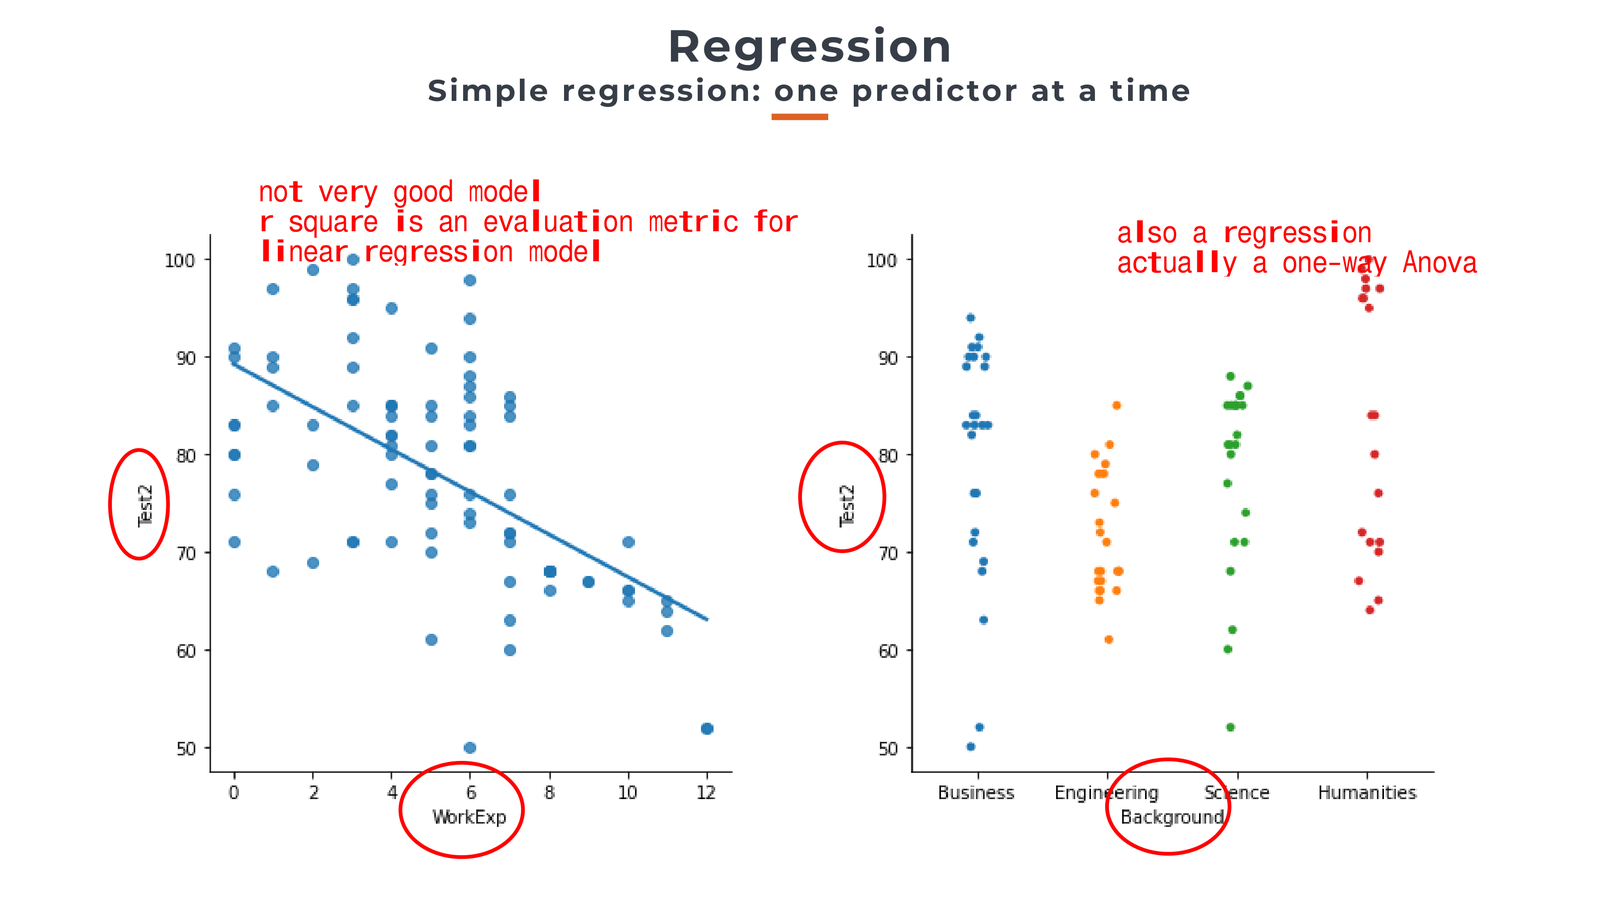 Regression
Simple regression: one predictor at a time
not very good model
r square is an evaluation metric for
linear regression model
100
90
80
70
60
50
Test2
0 2 4 6 8 10 12
WorkExp
also a regression
actually a one-way Anova
100
90
80
70
60
50
Test2
Business Engineering Science Humanities
Background